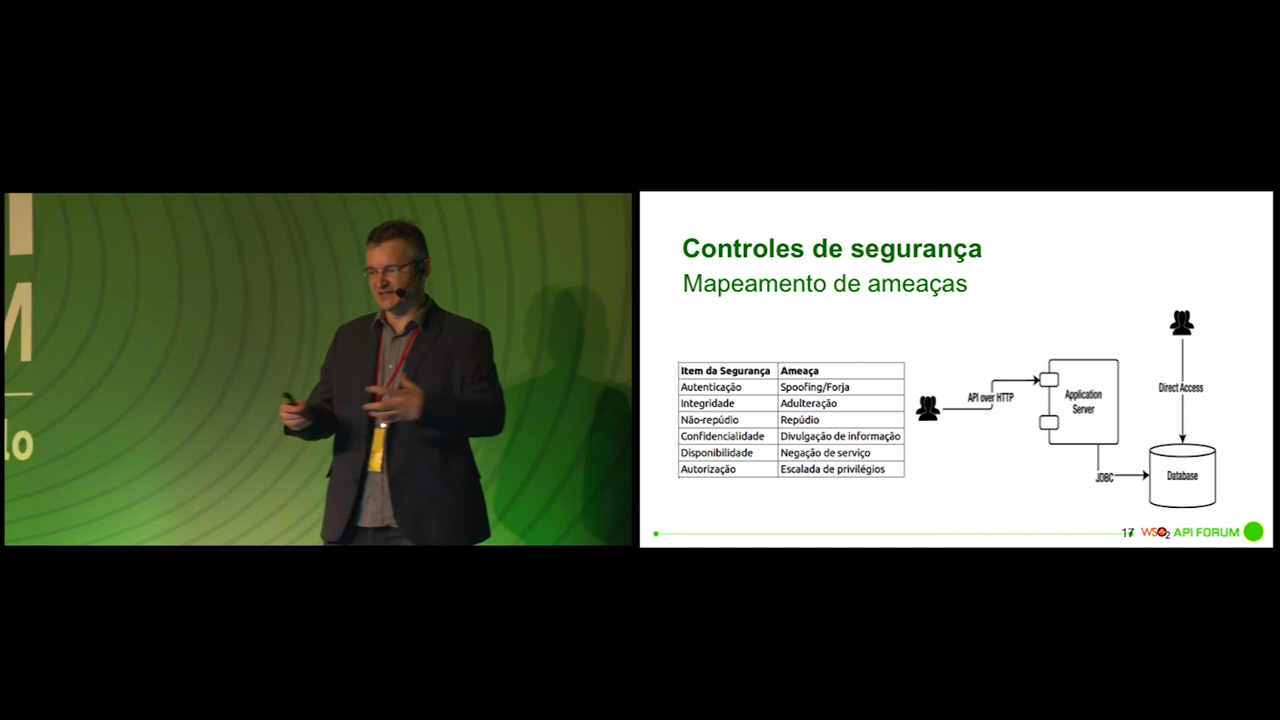 M
lo
Controles de segurança
Mapeamento de ameaças
Item da Segurança Ameaça
Autenticação Spoofing/Forja
Integridade Adulteração
Não-repúdio Repúdio
Confidencialidade Divulgação de informação
Disponibilidade Negação de serviço
Autorização Escalada de privilégios
API over HTTP
Application
Server
JDBC
Direct Access
Database
17 WSO2 API FORUM